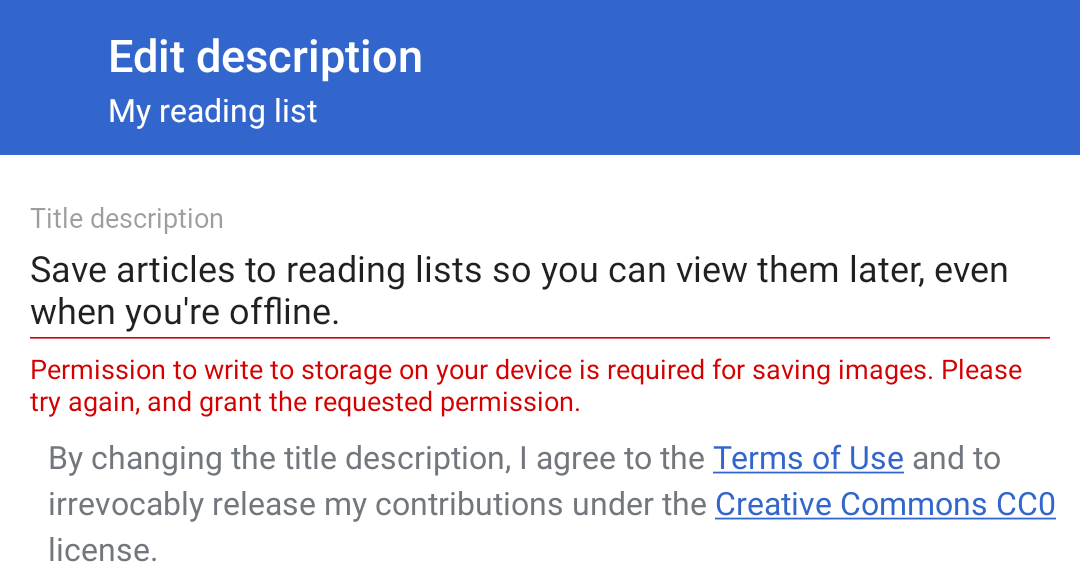 Edit description
My reading list
Title description
Save articles to reading lists so you can view them later, even
when you're offline.
Permission to write to storage on your device is required for saving images. Please
try again, and grant the requested permission.
By changing the title description, I agree to the Terms of Use and to
irrevocably release my contributions under the Creative Commons CC0
license.